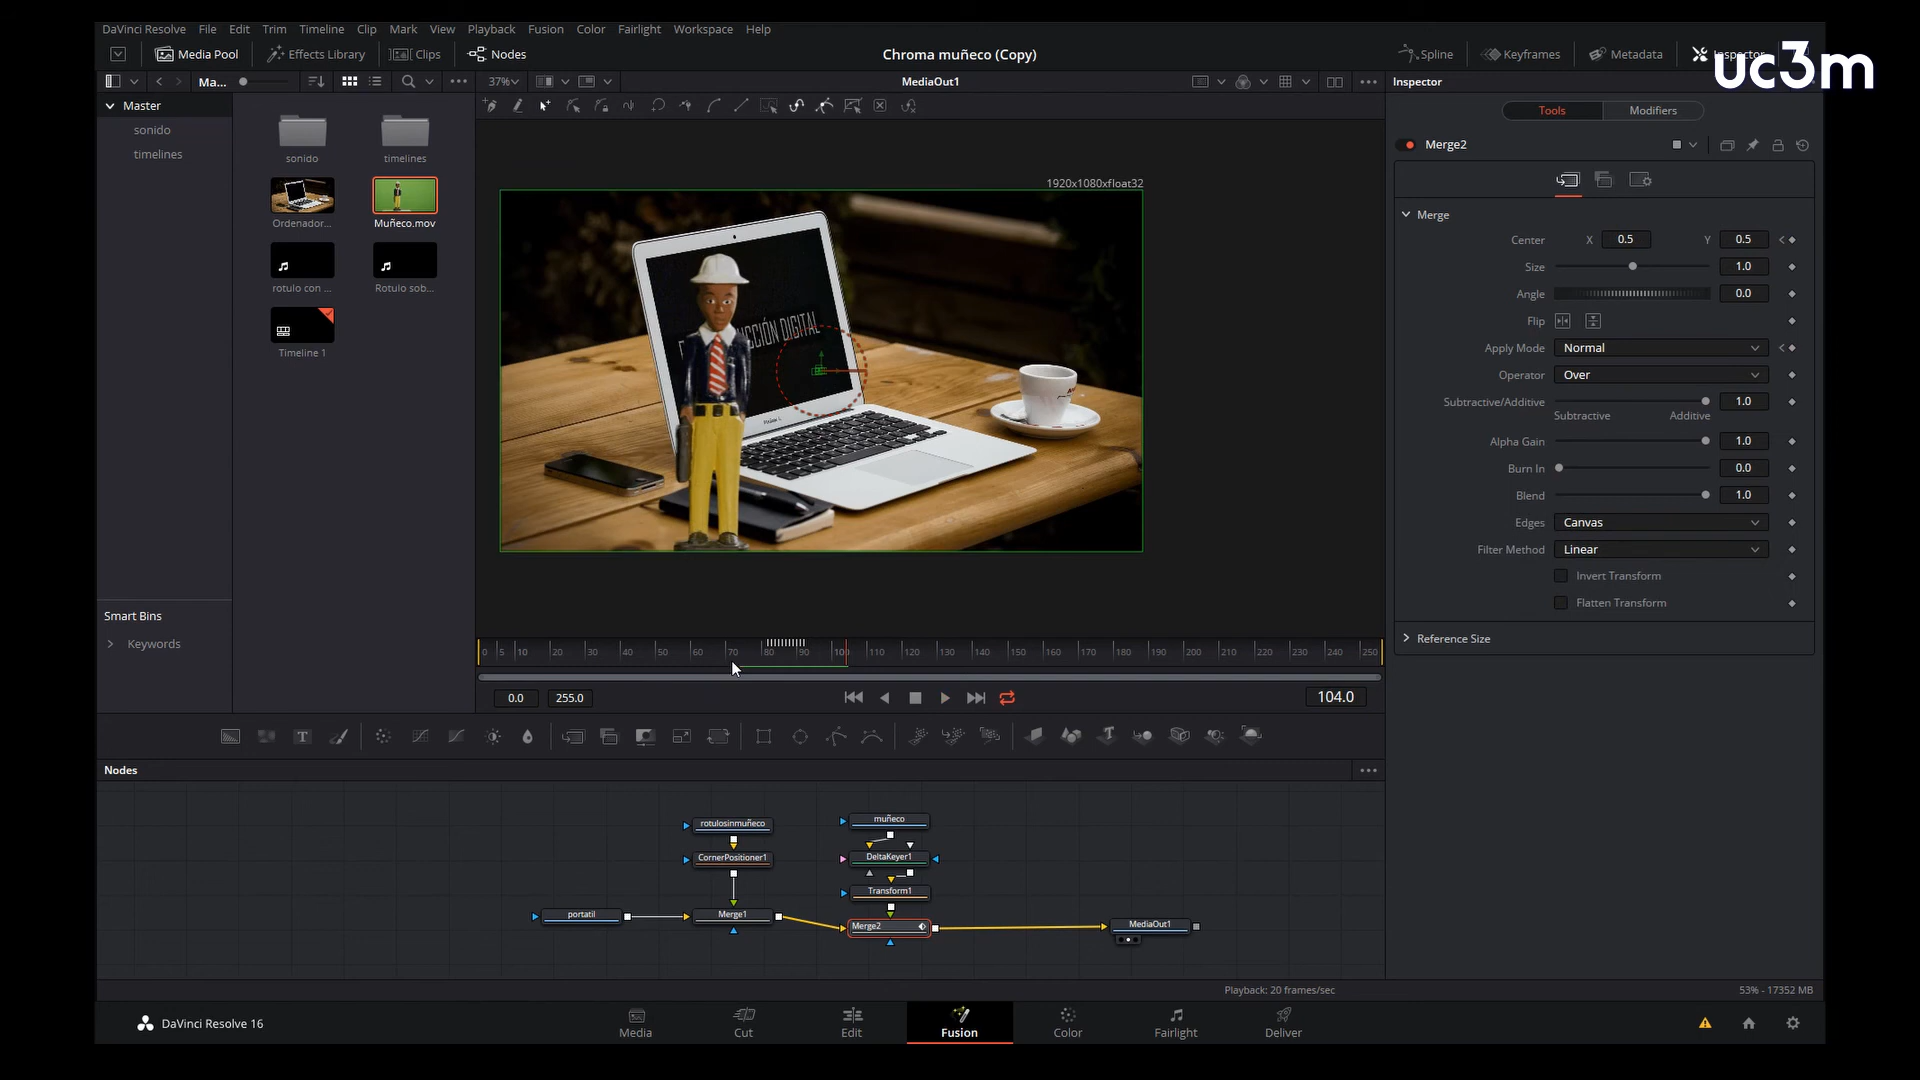 DaVinci Resolve File Edit Trim Timeline Clip Mark View Playback Fusion Color Fairlight Workspace Help
Media Pool Effects Library Clips Nodes Chroma muñeco (Copy) Spline Keyframes Metadata Inspector
uc3m
Ma... 37% MediaOut1 Inspector
Master
sonido
timelines
sonido timelines
Ordenador... Muñeco.mov
rotulo con ... Rotulo sob...
Timeline 1
Smart Bins
Keywords
1920x1080xfloat32
CCIÓN DIGITAL
0 5 10 20 30 40 50 60 70 80 90 100 110 120 130 140 150 160 170 180 190 200 210 220 230 240 250
0.0 255.0 104.0
Tools Modifiers
Merge2
Merge
Center X 0.5 Y 0.5
Size 1.0
Angle 0.0
Flip
Apply Mode Normal
Operator Over
Subtractive/Additive 1.0
Subtractive Additive
Alpha Gain 1.0
Burn In 0.0
Blend 1.0
Edges Canvas
Filter Method Linear
Invert Transform
Flatten Transform
Reference Size
Nodes
rotulosinmuñeco muñeco
CornerPositioner1 DeltaKeyer1
Transform1
portatil Merge1 Merge2 MediaOut1
Playback: 20 frames/sec 53% - 17352 MB
DaVinci Resolve 16 Media Cut Edit Fusion Color Fairlight Deliver